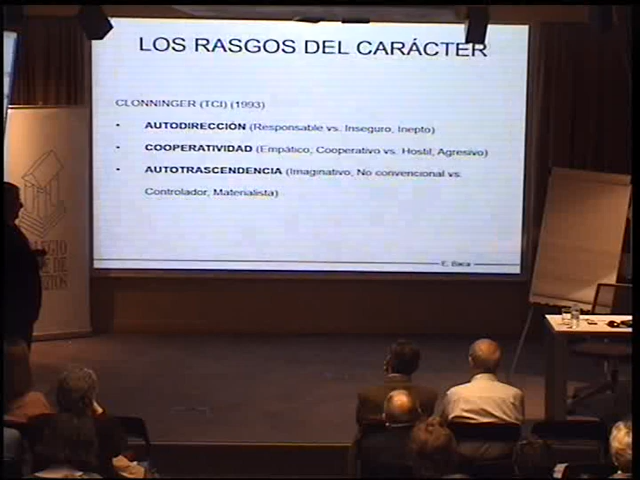 LOS RASGOS DEL CARÁCTER
CLONNINGER (TCI) (1993)
• AUTODIRECCIÓN (Responsable vs. Inseguro, Inepto)
• COOPERATIVIDAD (Empático, Cooperativo vs. Hostil, Agresivo)
• AUTOTRASCENDENCIA (Imaginativo, No convencional vs.
Controlador, Materialista)
E. Baca